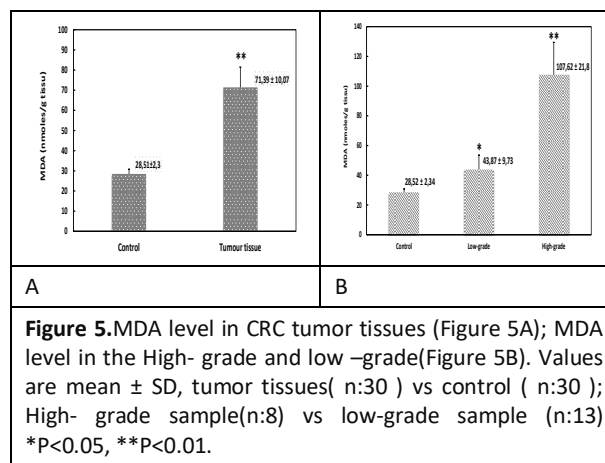 100
90
80
70
60
50
40
30
20
10
0
MDA (nmoles/g tissu)
**
71,39 ± 10,07
28,51±2,3
Control Tumour tissue
140
120
100
80
60
40
20
0
MDA (nmoles/g tissu)
**
107,62 ± 21,8
*
43,87 ± 9,73
28,52 ± 2,34
Control Low-grade High-grade
A B
Figure 5.MDA level in CRC tumor tissues (Figure 5A); MDA
level in the High- grade and low –grade(Figure 5B). Values
are mean ± SD, tumor tissues( n:30 ) vs control ( n:30 );
High- grade sample(n:8) vs low-grade sample (n:13)
*P<0.05, **P<0.01.